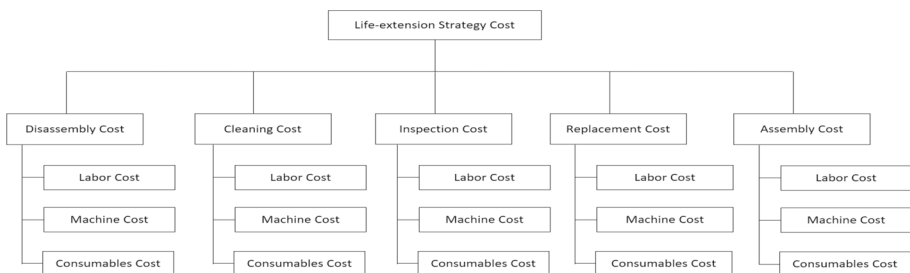 Life-extension Strategy Cost
Disassembly Cost
Cleaning Cost
Inspection Cost
Replacement Cost
Assembly Cost
Labor Cost
Labor Cost
Labor Cost
Labor Cost
Labor Cost
Machine Cost
Machine Cost
Machine Cost
Machine Cost
Machine Cost
Consumables Cost
Consumables Cost
Consumables Cost
Consumables Cost
Consumables Cost